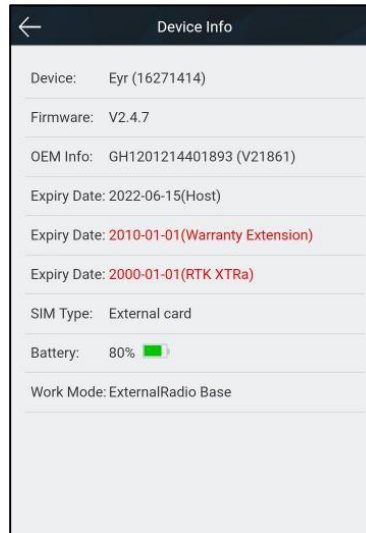 Device Info
Device: Eyr (16271414)
Firmware: V2.4.7
OEM Info: GH1201214401893 (V21861)
Expiry Date: 2022-06-15(Host)
Expiry Date: 2010-01-01(Warranty Extension)
Expiry Date: 2000-01-01(RTK XTRa)
SIM Type: External card
Battery: 80%
Work Mode: ExternalRadio Base